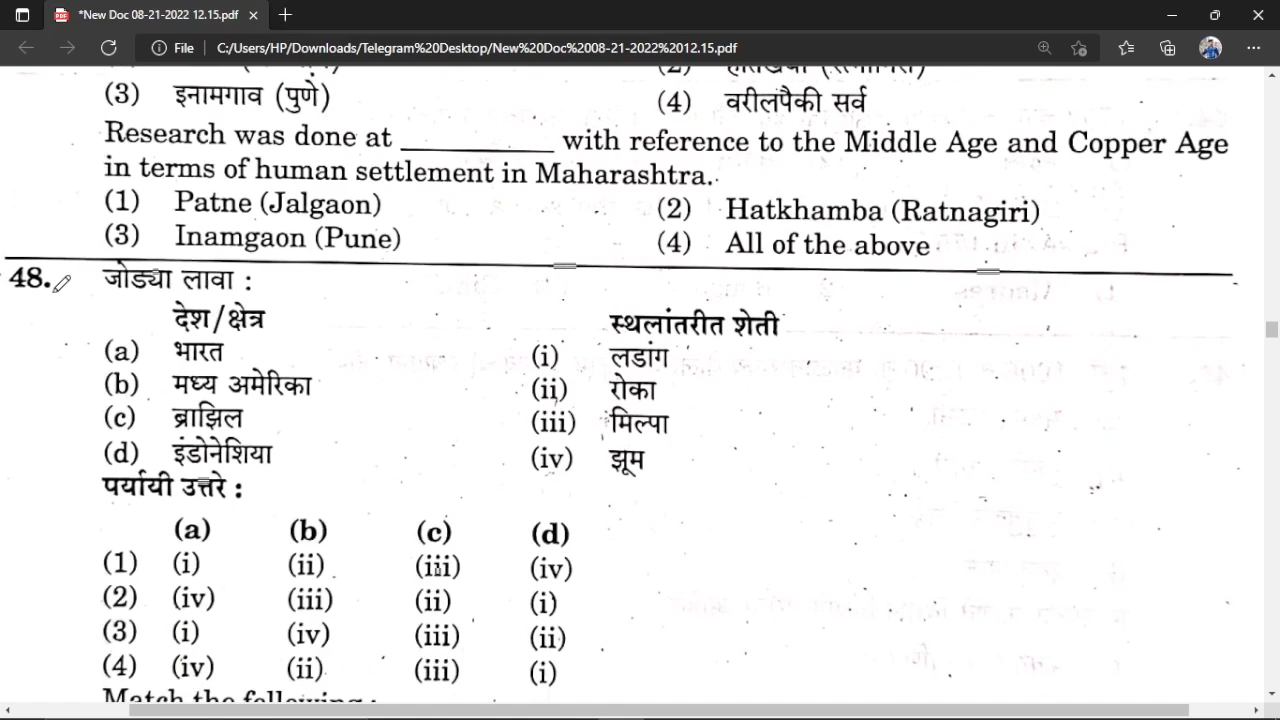 *New Doc 08-21-2022 12.15.pdf
File C:/Users/HP/Downloads/Telegram%20Desktop/New%20Doc%2008-21-2022%2012.15.pdf
(3) इनामगाव (पुणे) (4) वरीलपैकी सर्व
Research was done at __________ with reference to the Middle Age and Copper Age
in terms of human settlement in Maharashtra.
(1) Patne (Jalgaon) (2) Hatkhamba (Ratnagiri)
(3) Inamgaon (Pune) (4) All of the above
48. जोड्या लावा :
देश/क्षेत्र स्थलांतरीत शेती
(a) भारत (i) लडांग
(b) मध्य अमेरिका (ii) रोका
(c) ब्राझिल (iii) मिल्पा
(d) इंडोनेशिया (iv) झूम
पर्यायी उत्तरे :
(a) (b) (c) (d)
(1) (i) (ii) (iii) (iv)
(2) (iv) (iii) (ii) (i)
(3) (i) (iv) (iii) (ii)
(4) (iv) (ii) (iii) (i)
Match the following :